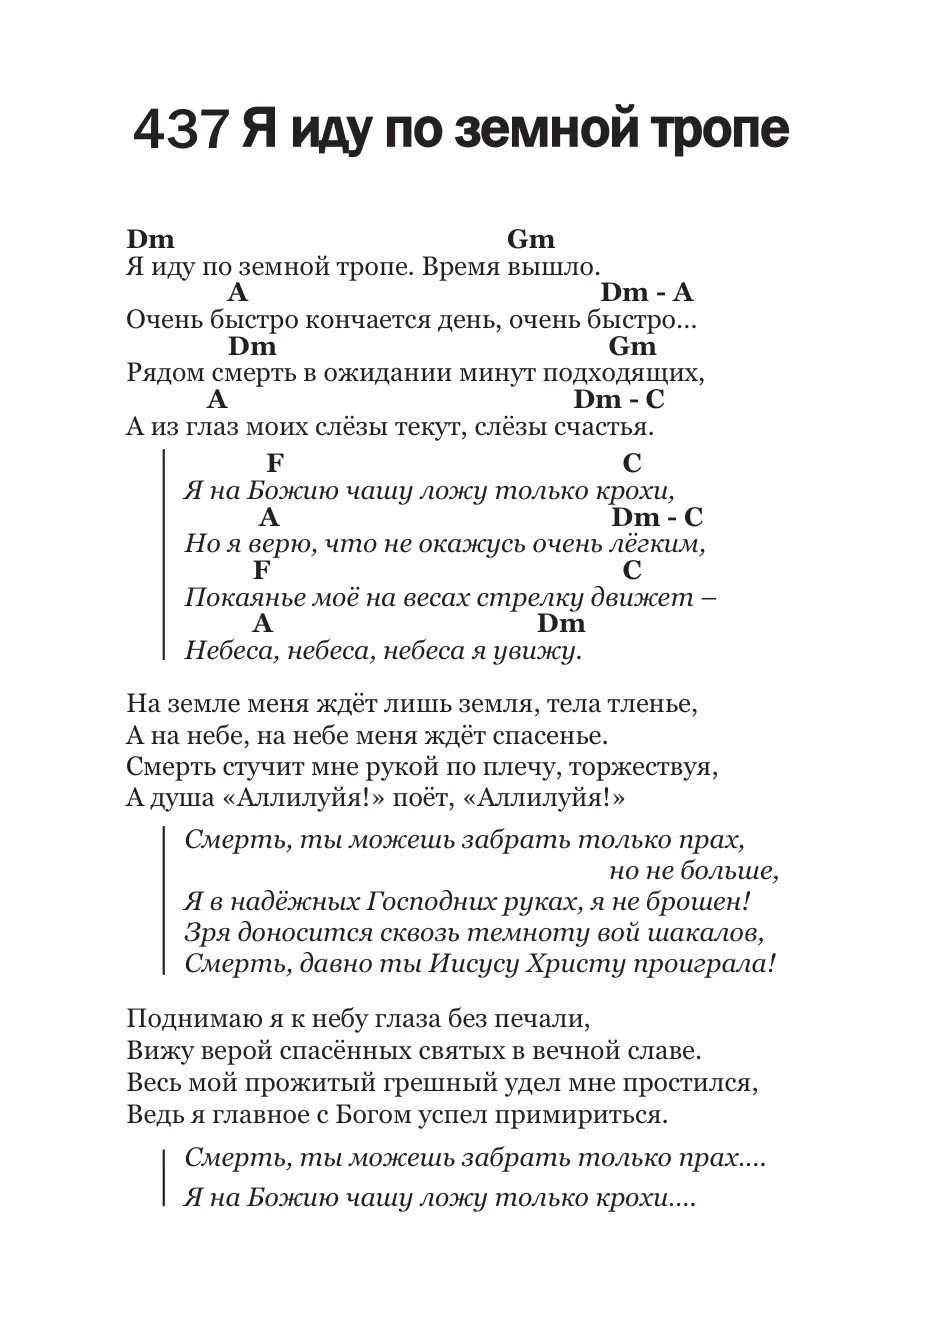 437 Я иду по земной тропе
Dm Gm
Я иду по земной тропе. Время вышло.
A Dm - A
Очень быстро кончается день, очень быстро...
Dm Gm
Рядом смерть в ожидании минут подходящих,
A Dm - C
А из глаз моих слёзы текут, слёзы счастья.
F C
Я на Божию чашу ложу только крохи,
A Dm - C
Но я верю, что не окажусь очень лёгким,
F C
Покаянье моё на весах стрелку движет –
A Dm
Небеса, небеса, небеса я увижу.
На земле меня ждёт лишь земля, тела тленье,
А на небе, на небе меня ждёт спасенье.
Смерть стучит мне рукой по плечу, торжествуя,
А душа «Аллилуйя!» поёт, «Аллилуйя!»
Смерть, ты можешь забрать только прах,
но не больше,
Я в надёжных Господних руках, я не брошен!
Зря доносится сквозь темноту вой шакалов,
Смерть, давно ты Иисусу Христу проиграла!
Поднимаю я к небу глаза без печали,
Вижу верой спасённых святых в вечной славе.
Весь мой прожитый грешный удел мне простился,
Ведь я главное с Богом успел примириться.
Смерть, ты можешь забрать только прах....
Я на Божию чашу ложу только крохи....